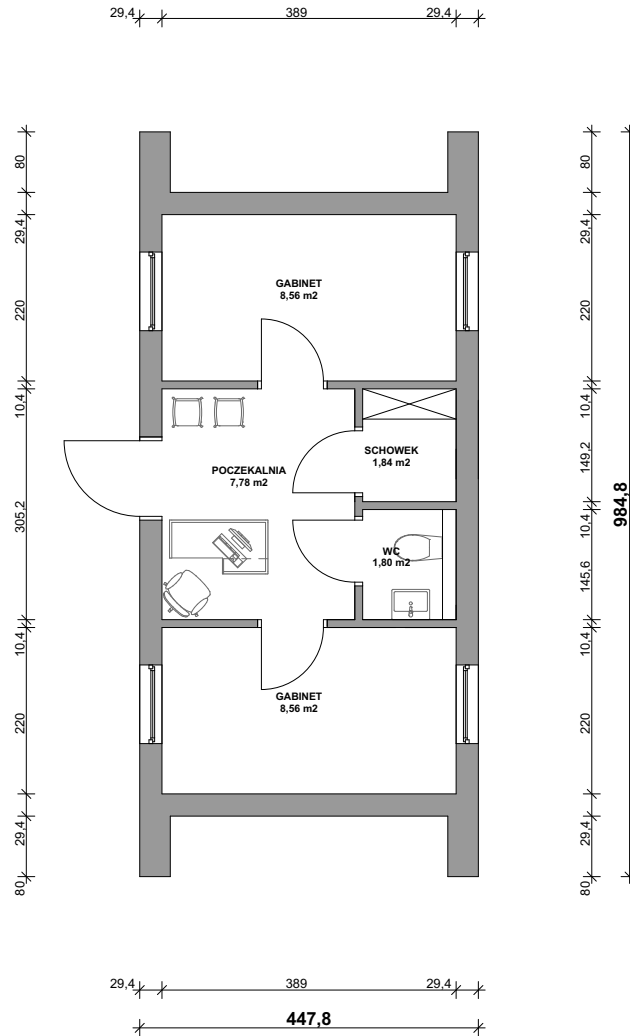 29,4
389
29,4
80
29,4
220
10,4
305,2
10,4
220
29,4
80
GABINET
8,56 m2
POCZEKALNIA
7,78 m2
SCHOWEK
1,84 m2
WC
1,80 m2
GABINET
8,56 m2
80
29,4
220
10,4
149,2
10,4
145,6
10,4
220
29,4
80
984,8
29,4
389
29,4
447,8